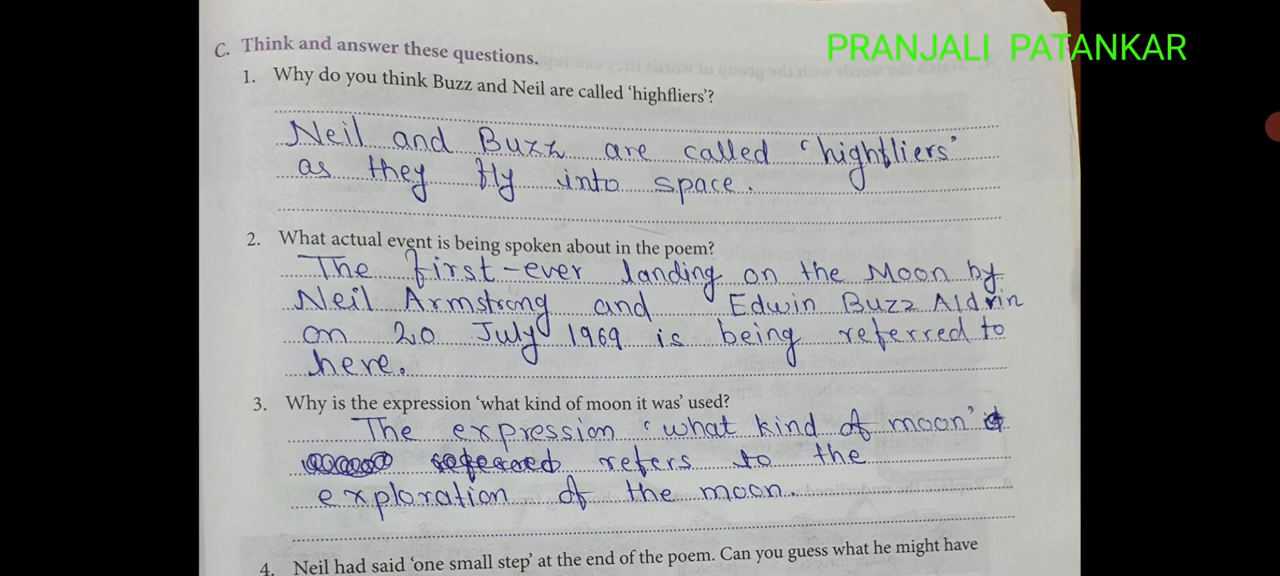 PRANJALI PATANKAR
C. Think and answer these questions.
1. Why do you think Buzz and Neil are called 'highfliers'?
Neil and Buzz are called 'highfliers'
as they fly into space.
2. What actual event is being spoken about in the poem?
The first-ever landing on the Moon by
Neil Armstrong and Edwin Buzz Aldrin
on 20 July 1969 is being referred to
here.
3. Why is the expression 'what kind of moon it was' used?
The expression 'what kind of moon'
refers to the
exploration of the moon.
4. Neil had said 'one small step' at the end of the poem. Can you guess what he might have